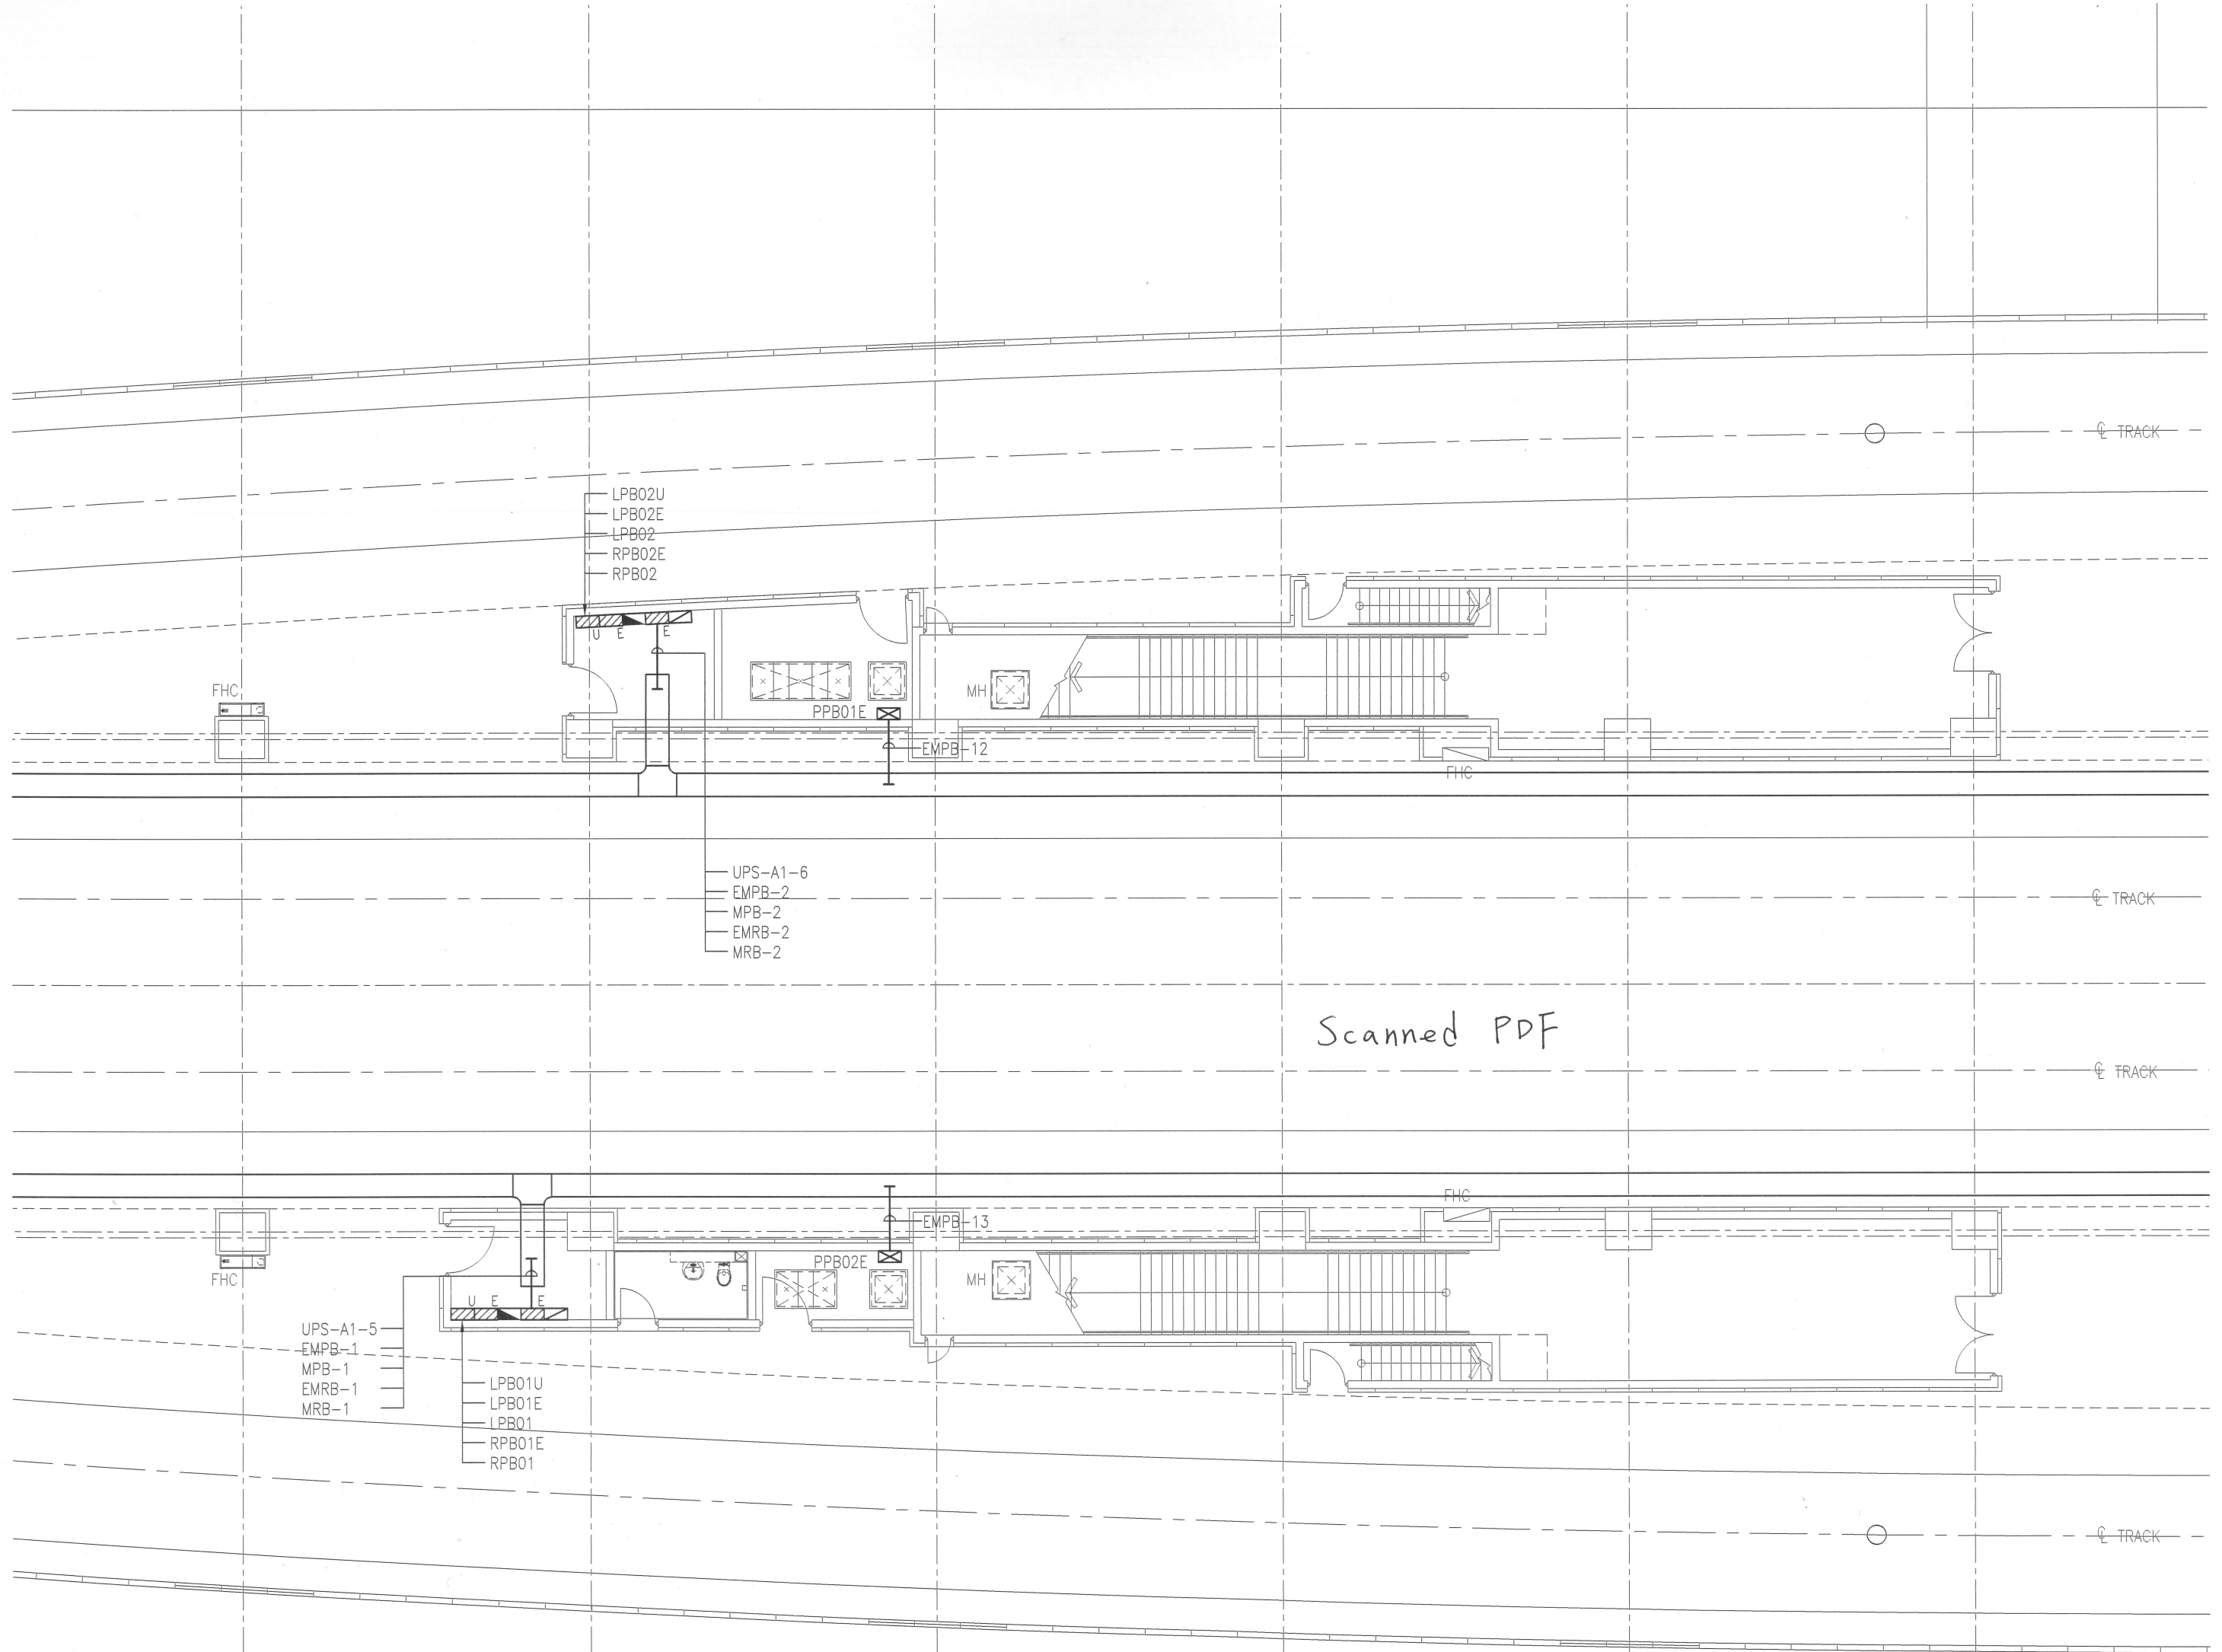 ℄ TRACK
LPB02U
LPB02E
LPB02
RPB02E
RPB02
U E E
FHC
MH
PPB01E
EMPB-12
FHC
UPS-A1-6
EMPB-2
MPB-2
EMRB-2
MRB-2
℄ TRACK
Scanned PDF
℄ TRACK
FHC
EMPB-13
PPB02E
FHC
MH
U E E
UPS-A1-5
EMPB-1
MPB-1
EMRB-1
MRB-1
LPB01U
LPB01E
LPB01
RPB01E
RPB01
℄ TRACK